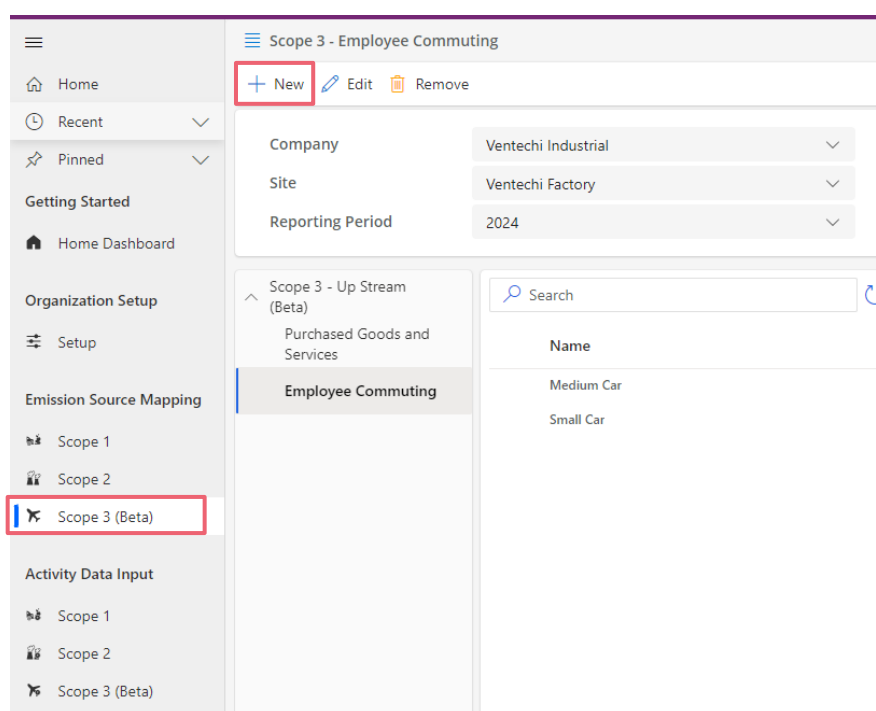 Scope 3 - Employee Commuting
Home
New
Edit
Remove
Recent
Pinned
Company
Ventechi Industrial
Site
Ventechi Factory
Reporting Period
2024
Getting Started
Home Dashboard
Organization Setup
Setup
Emission Source Mapping
Scope 1
Scope 2
Scope 3 (Beta)
Activity Data Input
Scope 1
Scope 2
Scope 3 (Beta)
Scope 3 - Up Stream
(Beta)
Purchased Goods and
Services
Employee Commuting
Search
Name
Medium Car
Small Car